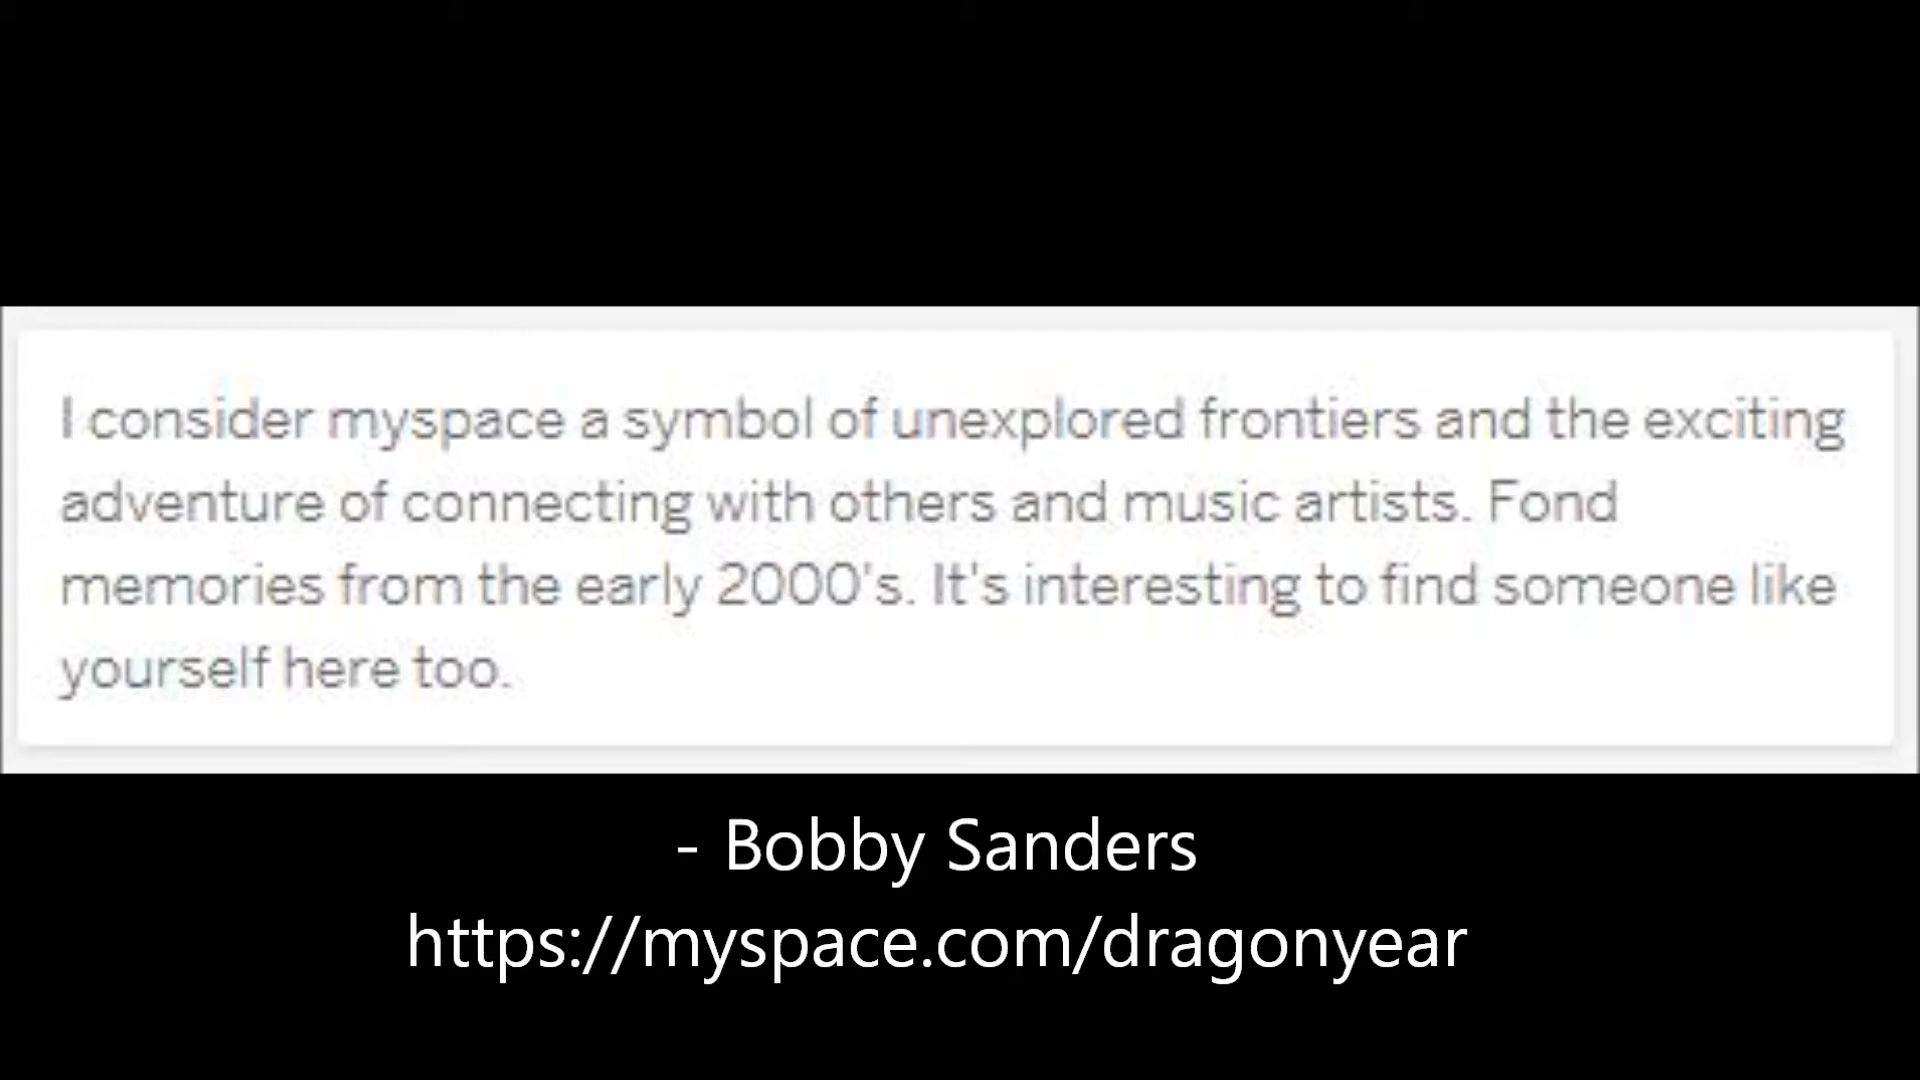 I consider myspace a symbol of unexplored frontiers and the exciting
adventure of connecting with others and music artists. Fond
memories from the early 2000's. It's interesting to find someone like
yourself here too.
- Bobby Sanders
https://myspace.com/dragonyear